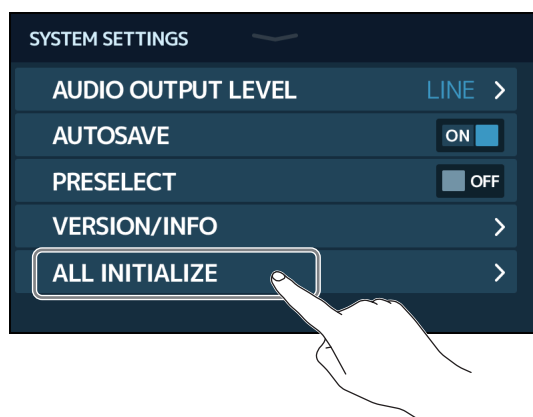 SYSTEM SETTINGS
AUDIO OUTPUT LEVEL LINE
AUTOSAVE ON
PRESELECT OFF
VERSION/INFO
ALL INITIALIZE